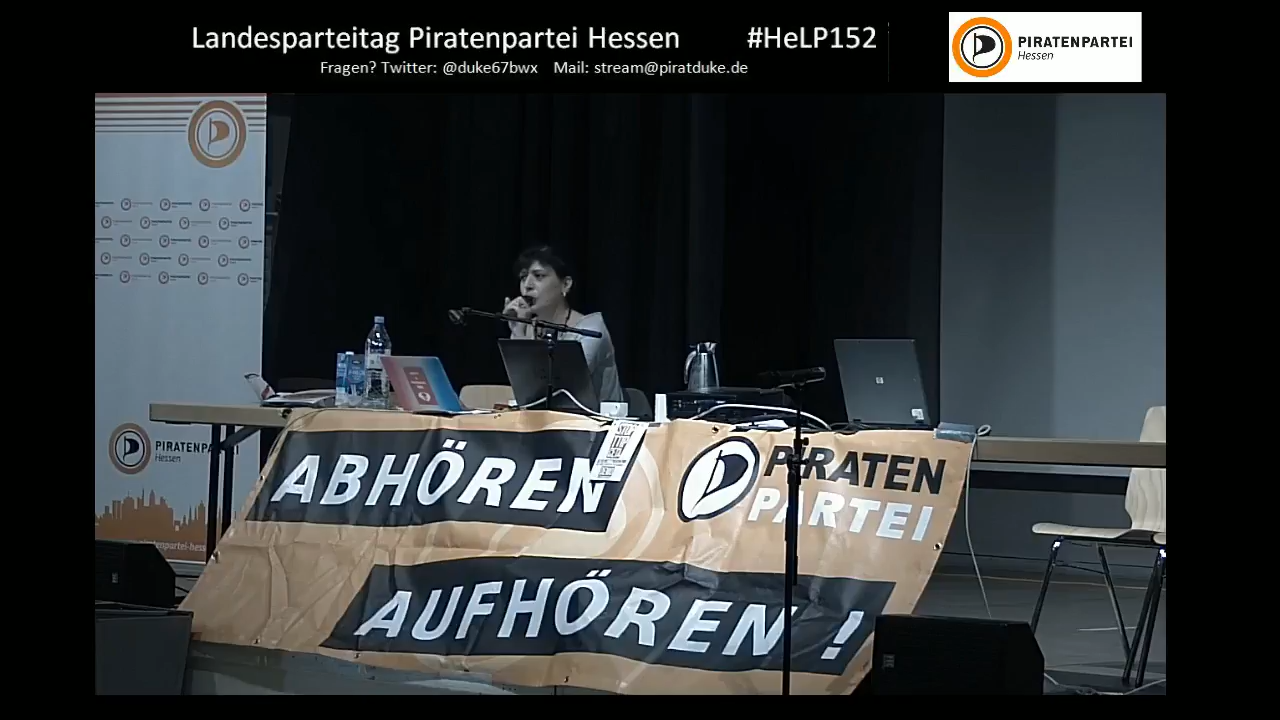 Landesparteitag Piratenpartei Hessen #HeLP152
Fragen? Twitter: @duke67bwx Mail: stream@piratduke.de
PIRATENPARTEI
Hessen
PIRATENPARTEI
Hessen
ABHÖREN
AUFHÖREN !
PIRATEN
PARTEI
hp